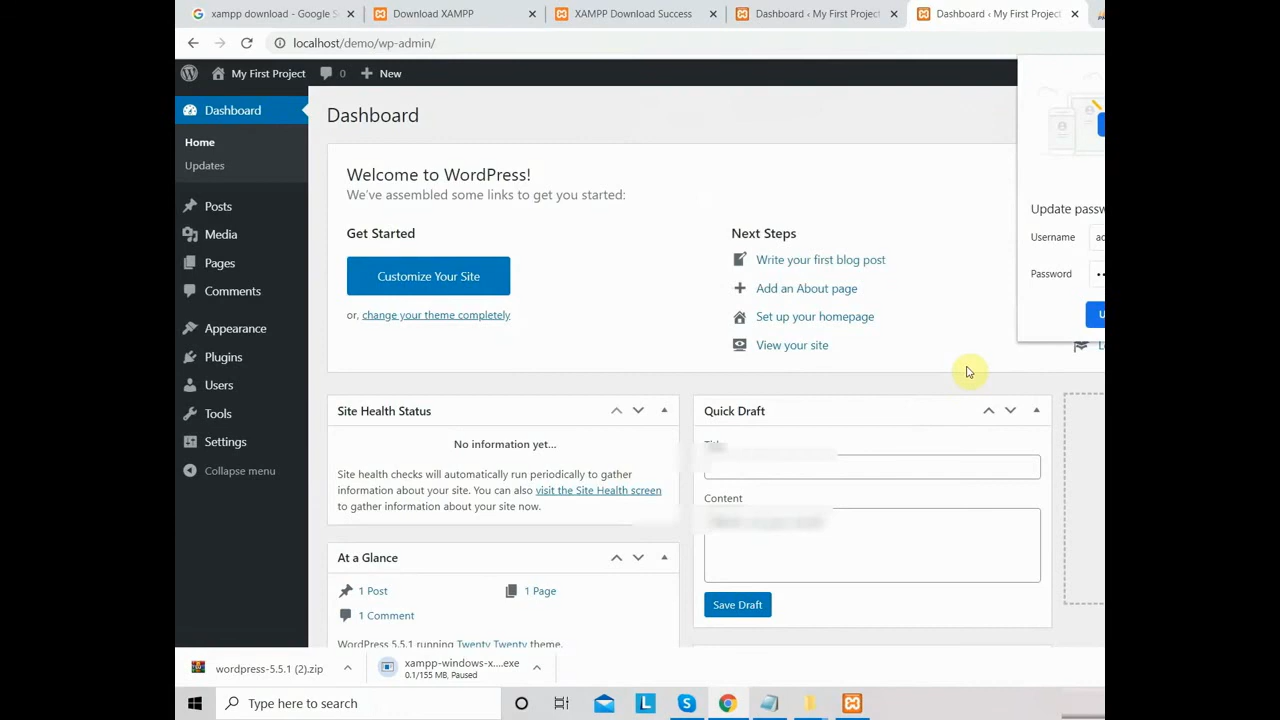 xampp download - Google S
Download XAMPP
XAMPP Download Success
Dashboard ‹ My First Project
Dashboard ‹ My First Project
localhost/demo/wp-admin/
My First Project
0
New
Dashboard
Home
Updates
Posts
Media
Pages
Comments
Appearance
Plugins
Users
Tools
Settings
Collapse menu
Dashboard
Welcome to WordPress!
We've assembled some links to get you started:
Get Started
Customize Your Site
or, change your theme completely
Next Steps
Write your first blog post
Add an About page
Set up your homepage
View your site
Update passw
Username
ad
Password
••
U
Site Health Status
No information yet...
Site health checks will automatically run periodically to gather
information about your site. You can also visit the Site Health screen
to gather information about your site now.
At a Glance
1 Post
1 Page
1 Comment
WordPress 5.5.1 running Twenty Twenty theme.
Quick Draft
Content
Save Draft
wordpress-5.5.1 (2).zip
xampp-windows-x....exe
0.1/155 MB, Paused
Type here to search